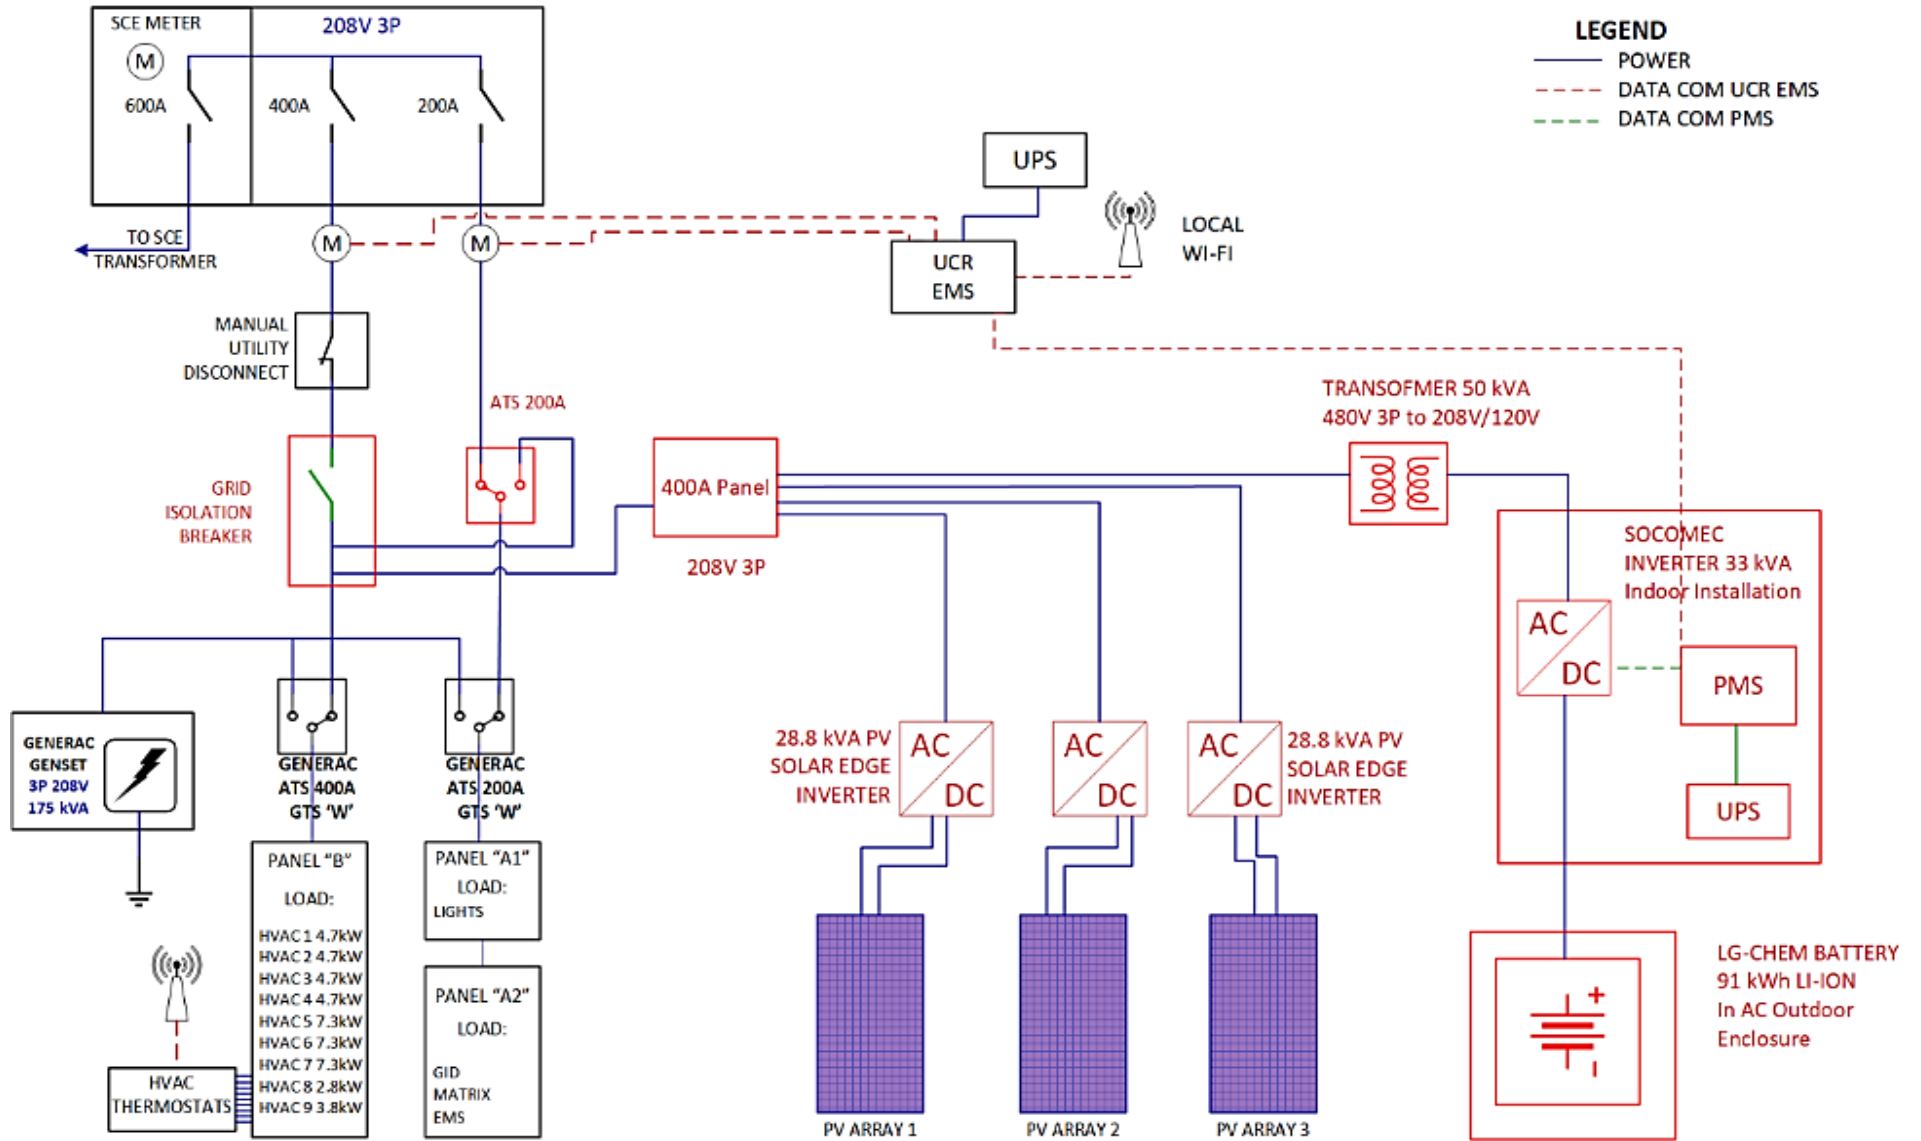 SCE METER
M
600A
208V 3P
400A
200A
TO SCE
TRANSFORMER
M
M
LEGEND
POWER
DATA COM UCR EMS
DATA COM PMS
UPS
UCR
EMS
LOCAL
WI-FI
MANUAL
UTILITY
DISCONNECT
ATS 200A
GRID
ISOLATION
BREAKER
400A Panel
208V 3P
TRANSOFMER 50 kVA
480V 3P to 208V/120V
SOCOMEC
INVERTER 33 kVA
Indoor Installation
AC
DC
PMS
UPS
GENERAC
GENSET
3P 208V
175 kVA
GENERAC
ATS 400A
GTS 'W'
GENERAC
ATS 200A
GTS 'W'
28.8 kVA PV
SOLAR EDGE
INVERTER
AC
DC
AC
DC
AC
DC
28.8 kVA PV
SOLAR EDGE
INVERTER
PANEL "B"
LOAD:
HVAC 1 4.7kW
HVAC 2 4.7kW
HVAC 3 4.7kW
HVAC 4 4.7kW
HVAC 5 7.3kW
HVAC 6 7.3kW
HVAC 7 7.3kW
HVAC 8 2.8kW
HVAC 9 3.8kW
PANEL "A1"
LOAD:
LIGHTS
PANEL "A2"
LOAD:
GID
MATRIX
EMS
HVAC
THERMOSTATS
PV ARRAY 1
PV ARRAY 2
PV ARRAY 3
LG-CHEM BATTERY
91 kWh LI-ION
In AC Outdoor
Enclosure